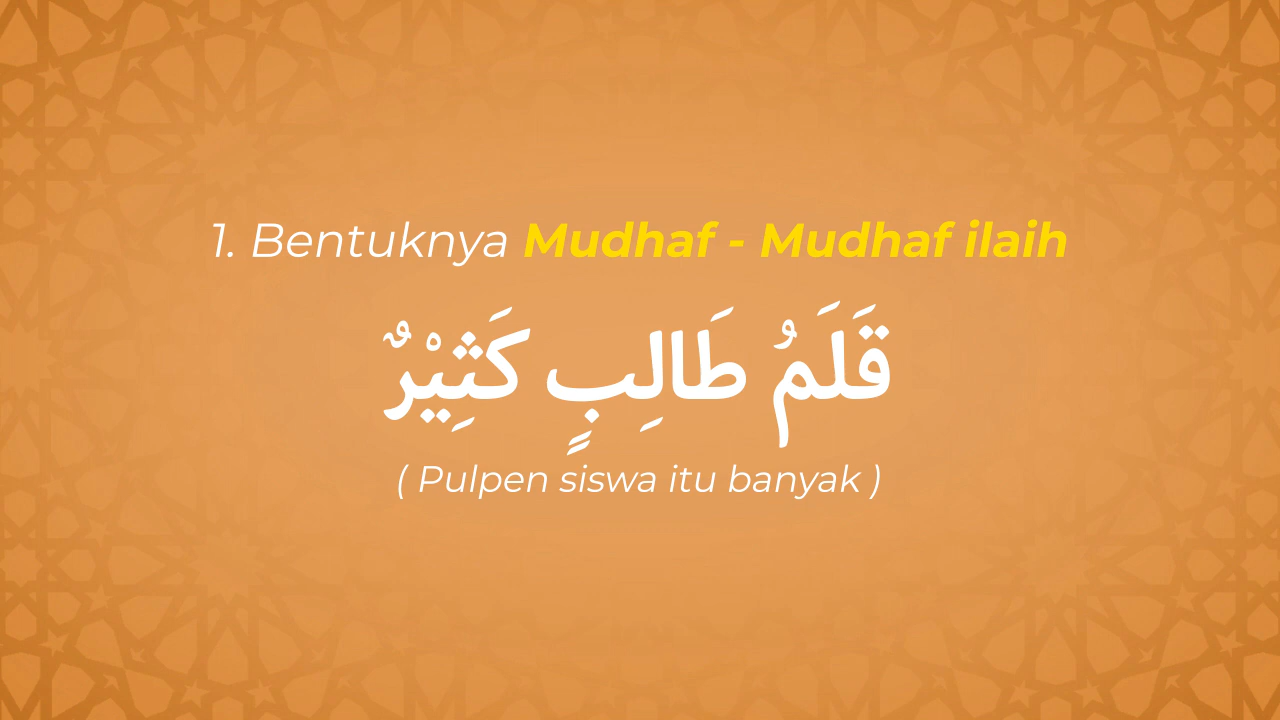 1. Bentuknya Mudhaf - Mudhaf ilaih
قَلَمُ طَالِبٍ كَثِيْرٌ
( Pulpen siswa itu banyak )